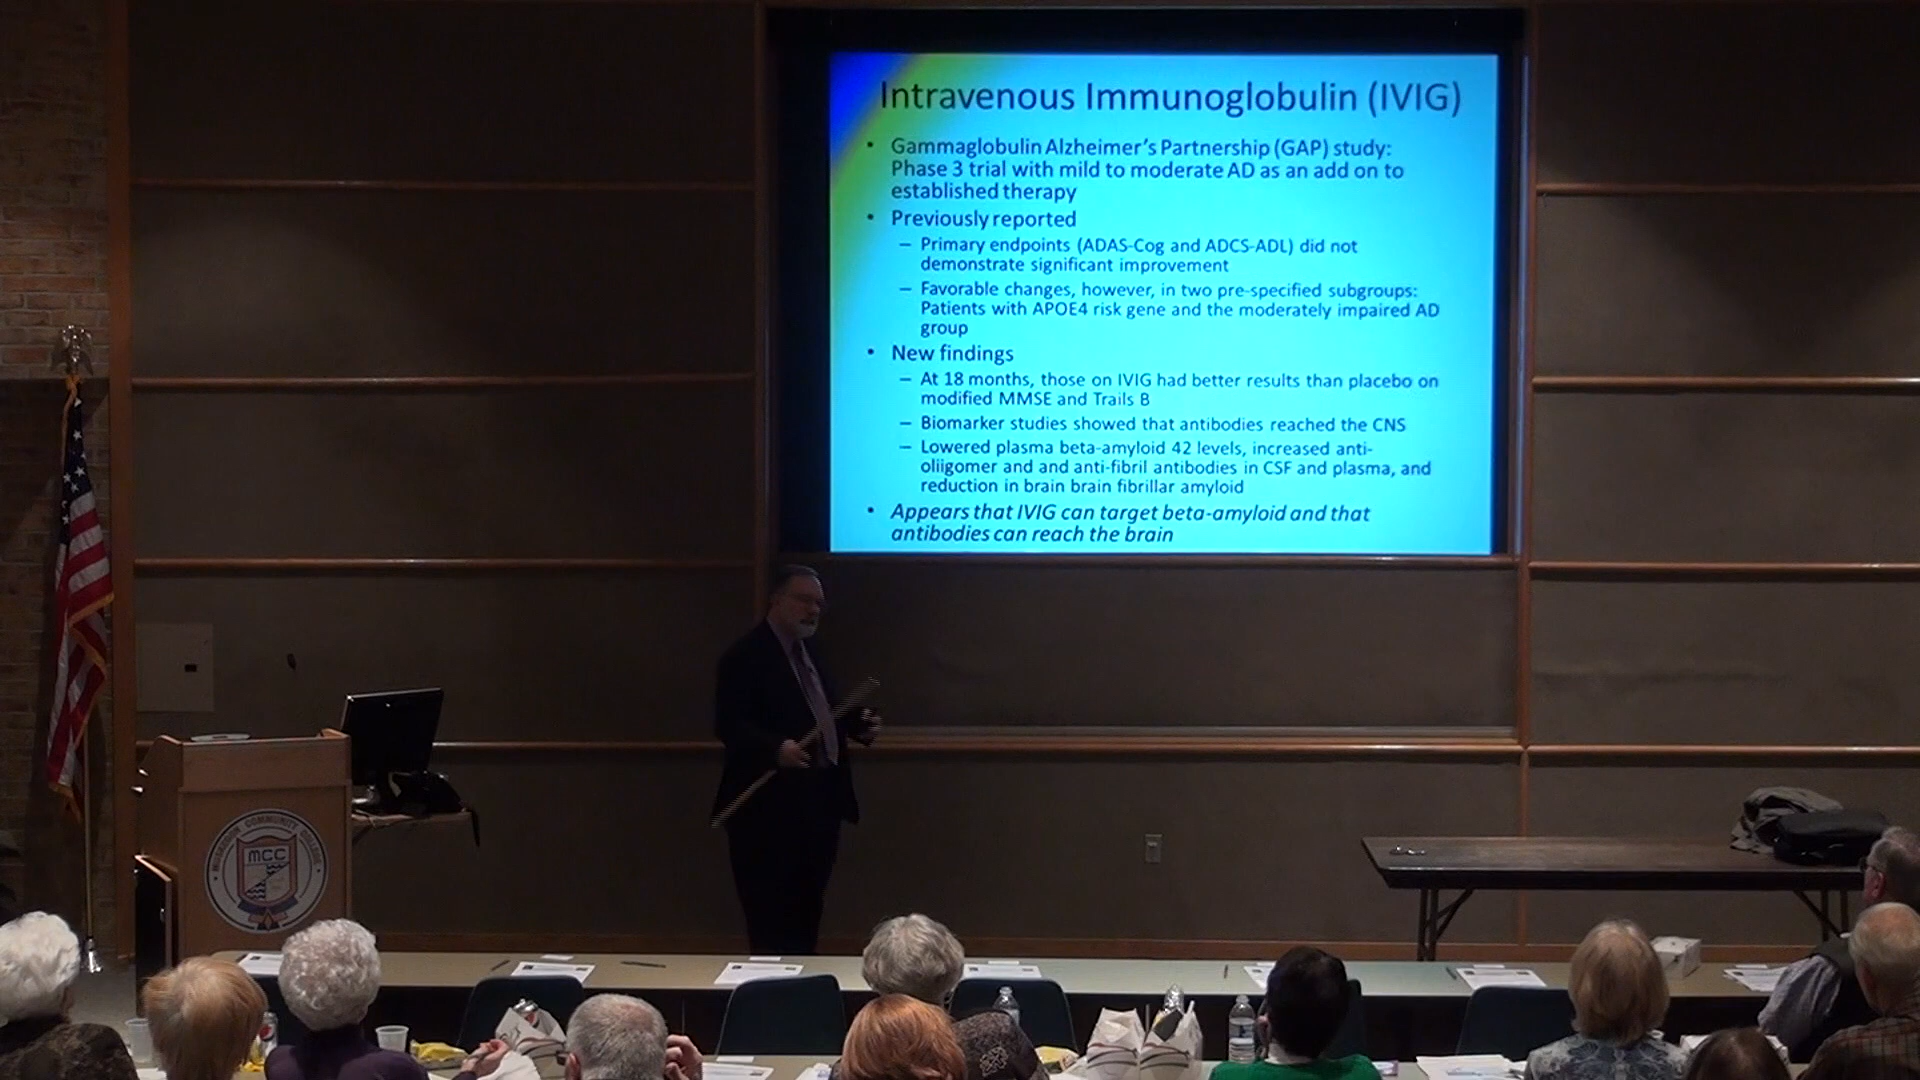 Intravenous Immunoglobulin (IVIG)
• Gammaglobulin Alzheimer's Partnership (GAP) study:
Phase 3 trial with mild to moderate AD as an add on to
established therapy
• Previously reported
– Primary endpoints (ADAS-Cog and ADCS-ADL) did not
demonstrate significant improvement
– Favorable changes, however, in two pre-specified subgroups:
Patients with APOE4 risk gene and the moderately impaired AD
group
• New findings
– At 18 months, those on IVIG had better results than placebo on
modified MMSE and Trails B
– Biomarker studies showed that antibodies reached the CNS
– Lowered plasma beta-amyloid 42 levels, increased anti-
oliigomer and and anti-fibril antibodies in CSF and plasma, and
reduction in brain brain fibrillar amyloid
• Appears that IVIG can target beta-amyloid and that
antibodies can reach the brain
MUSKEGON COMMUNITY COLLEGE
MCC